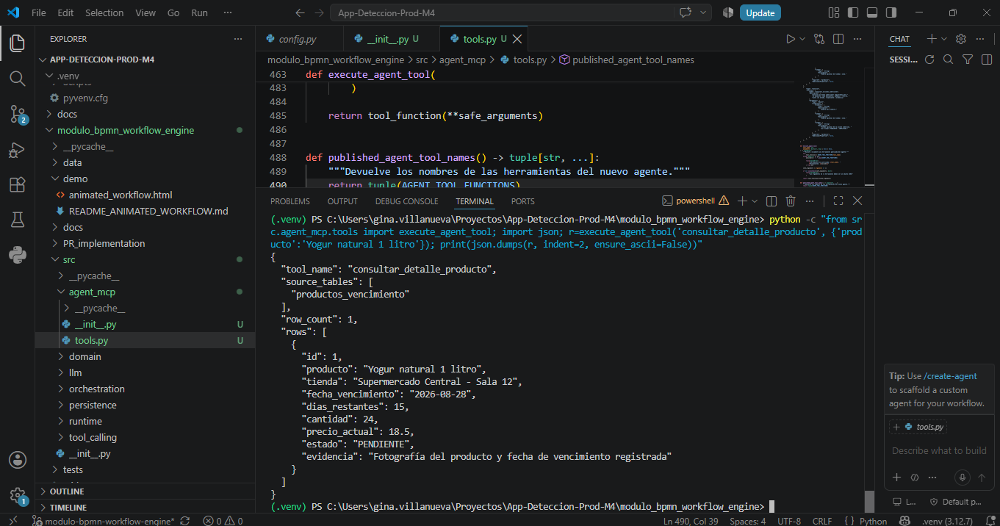 File Edit Selection View Go Run ···
App-Deteccion-Prod-M4
Update
EXPLORER ···
APP-DETECCION-PROD-M4
.venv
pyvenv.cfg
docs
modulo_bpmn_workflow_engine
__pycache__
data
demo
animated_workflow.html
README_ANIMATED_WORKFLOW.md
docs
PR_implementation
src
__pycache__
agent_mcp
__pycache__
__init__.py U
tools.py U
domain
llm
orchestration
persistence
runtime
tool_calling
__init__.py
tests
OUTLINE
TIMELINE
2
1
config.py
__init__.py U
tools.py U
modulo_bpmn_workflow_engine > src > agent_mcp > tools.py > published_agent_tool_names
463 def execute_agent_tool(
483 )
484
485 return tool_function(**safe_arguments)
486
487
488 def published_agent_tool_names() -> tuple[str, ...]:
489 """Devuelve los nombres de las herramientas del nuevo agente."""
490 return tuple(AGENT_TOOL_FUNCTIONS)
PROBLEMS OUTPUT DEBUG CONSOLE TERMINAL PORTS
powershell
(.venv) PS C:\Users\gina.villanueva\Proyectos\App-Deteccion-Prod-M4\modulo_bpmn_workflow_engine> python -c "from sr
c.agent_mcp.tools import execute_agent_tool; import json; r=execute_agent_tool('consultar_detalle_producto', {'prod
ucto':'Yogur natural 1 litro'}); print(json.dumps(r, indent=2, ensure_ascii=False))"
{
"tool_name": "consultar_detalle_producto",
"source_tables": [
"productos_vencimiento"
],
"row_count": 1,
"rows": [
{
"id": 1,
"producto": "Yogur natural 1 litro",
"tienda": "Supermercado Central - Sala 12",
"fecha_vencimiento": "2026-08-28",
"dias_restantes": 15,
"cantidad": 24,
"precio_actual": 18.5,
"estado": "PENDIENTE",
"evidencia": "Fotografía del producto y fecha de vencimiento registrada"
}
]
}
(.venv) PS C:\Users\gina.villanueva\Proyectos\App-Deteccion-Prod-M4\modulo_bpmn_workflow_engine>
CHAT
SESSI...
Tip: Use /create-agent
to scaffold a custom
agent for your workflow.
tools.py
Describe what to build
L... Default p...
modulo-bpmn-workflow-engine* 0 0
Ln 490, Col 39 Spaces: 4 UTF-8 CRLF { } Python .venv (3.12.7)